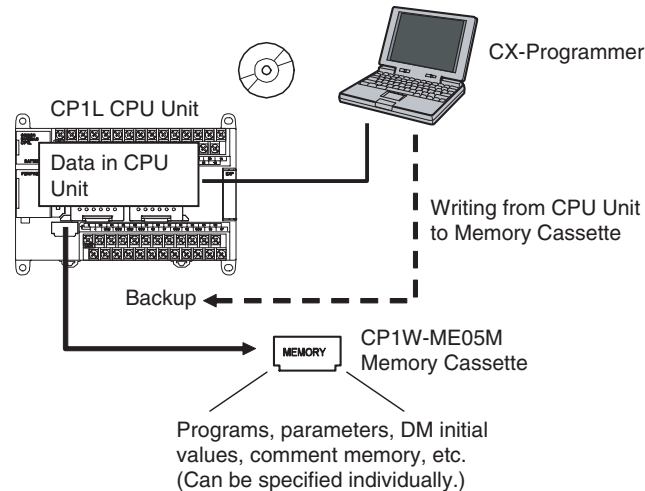 CX-Programmer
CP1L CPU Unit
Data in CPU
Unit
Writing from CPU Unit
to Memory Cassette
Backup
MEMORY
CP1W-ME05M
Memory Cassette
Programs, parameters, DM initial
values, comment memory, etc.
(Can be specified individually.)